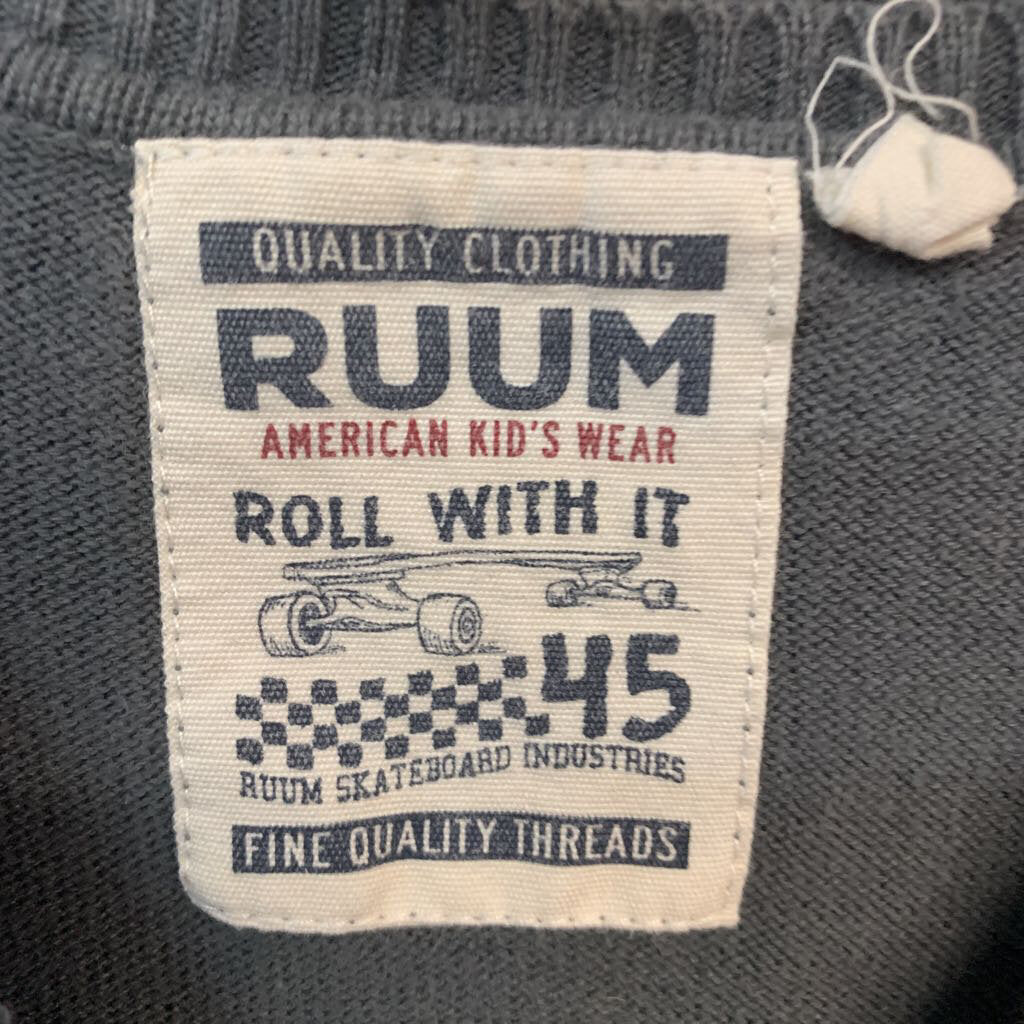 QUALITY CLOTHING
RUUM
AMERICAN KID'S WEAR
ROLL WITH IT
45
RUUM SKATEBOARD INDUSTRIES
FINE QUALITY THREADS